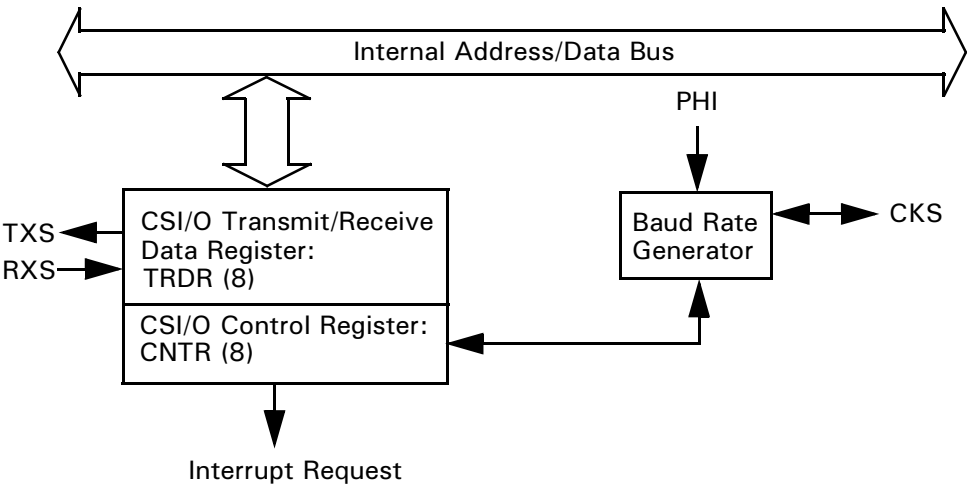 Internal Address/Data Bus
PHI
TXS
RXS
CSI/O Transmit/Receive
Data Register:
TRDR (8)
CSI/O Control Register:
CNTR (8)
Baud Rate
Generator
CKS
Interrupt Request